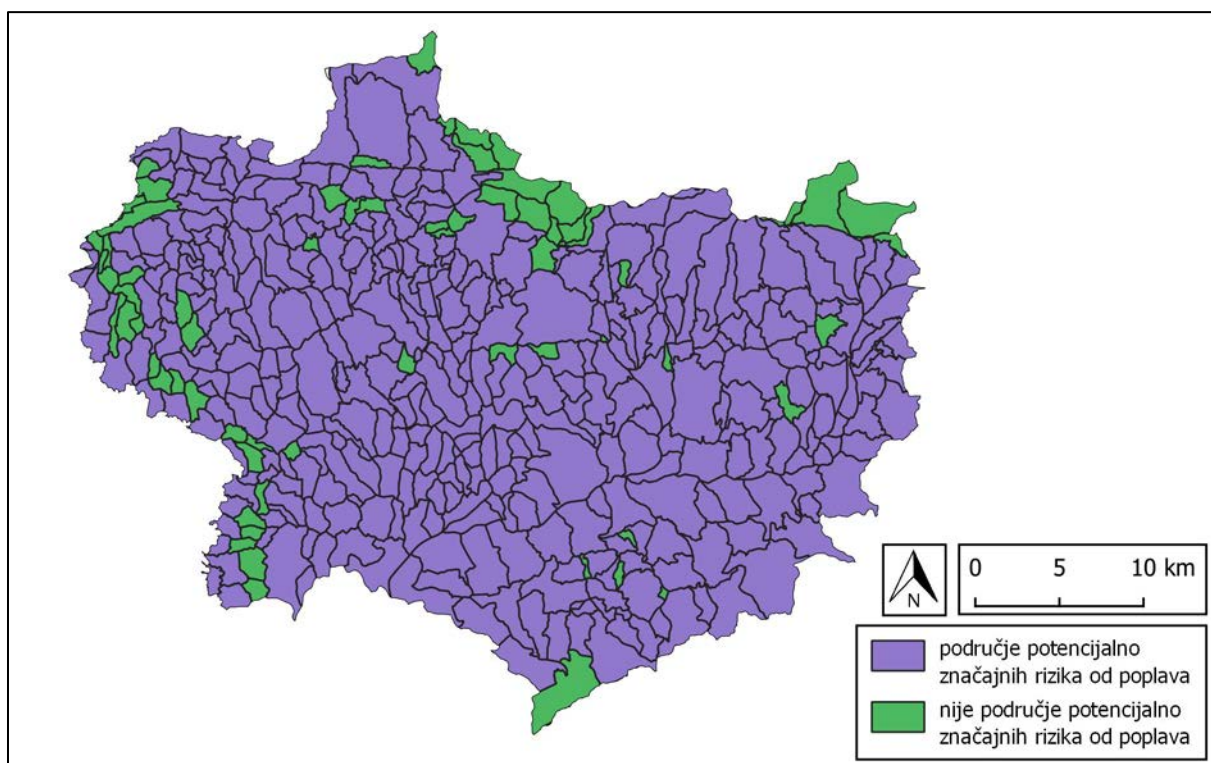 N
0 5 10 km
područje potencijalno
značajnih rizika od poplava
nije područje potencijalno
značajnih rizika od poplava